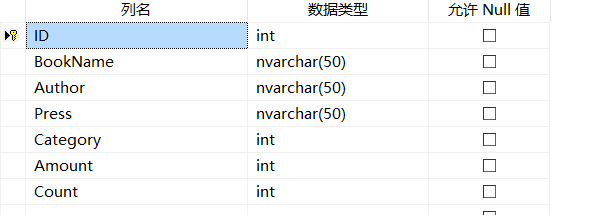 列名 数据类型 允许 Null 值
ID int
BookName nvarchar(50)
Author nvarchar(50)
Press nvarchar(50)
Category int
Amount int
Count int